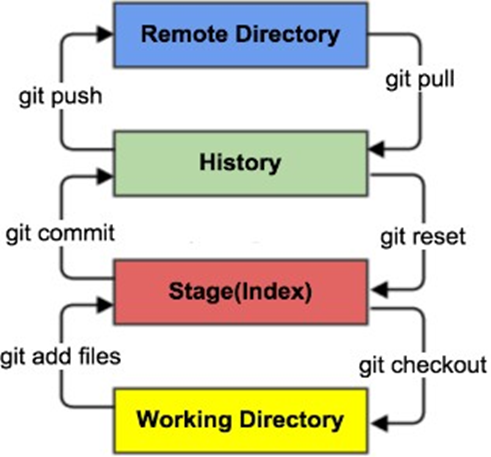 Remote Directory
git push
git pull
History
git commit
git reset
Stage(Index)
git add files
git checkout
Working Directory